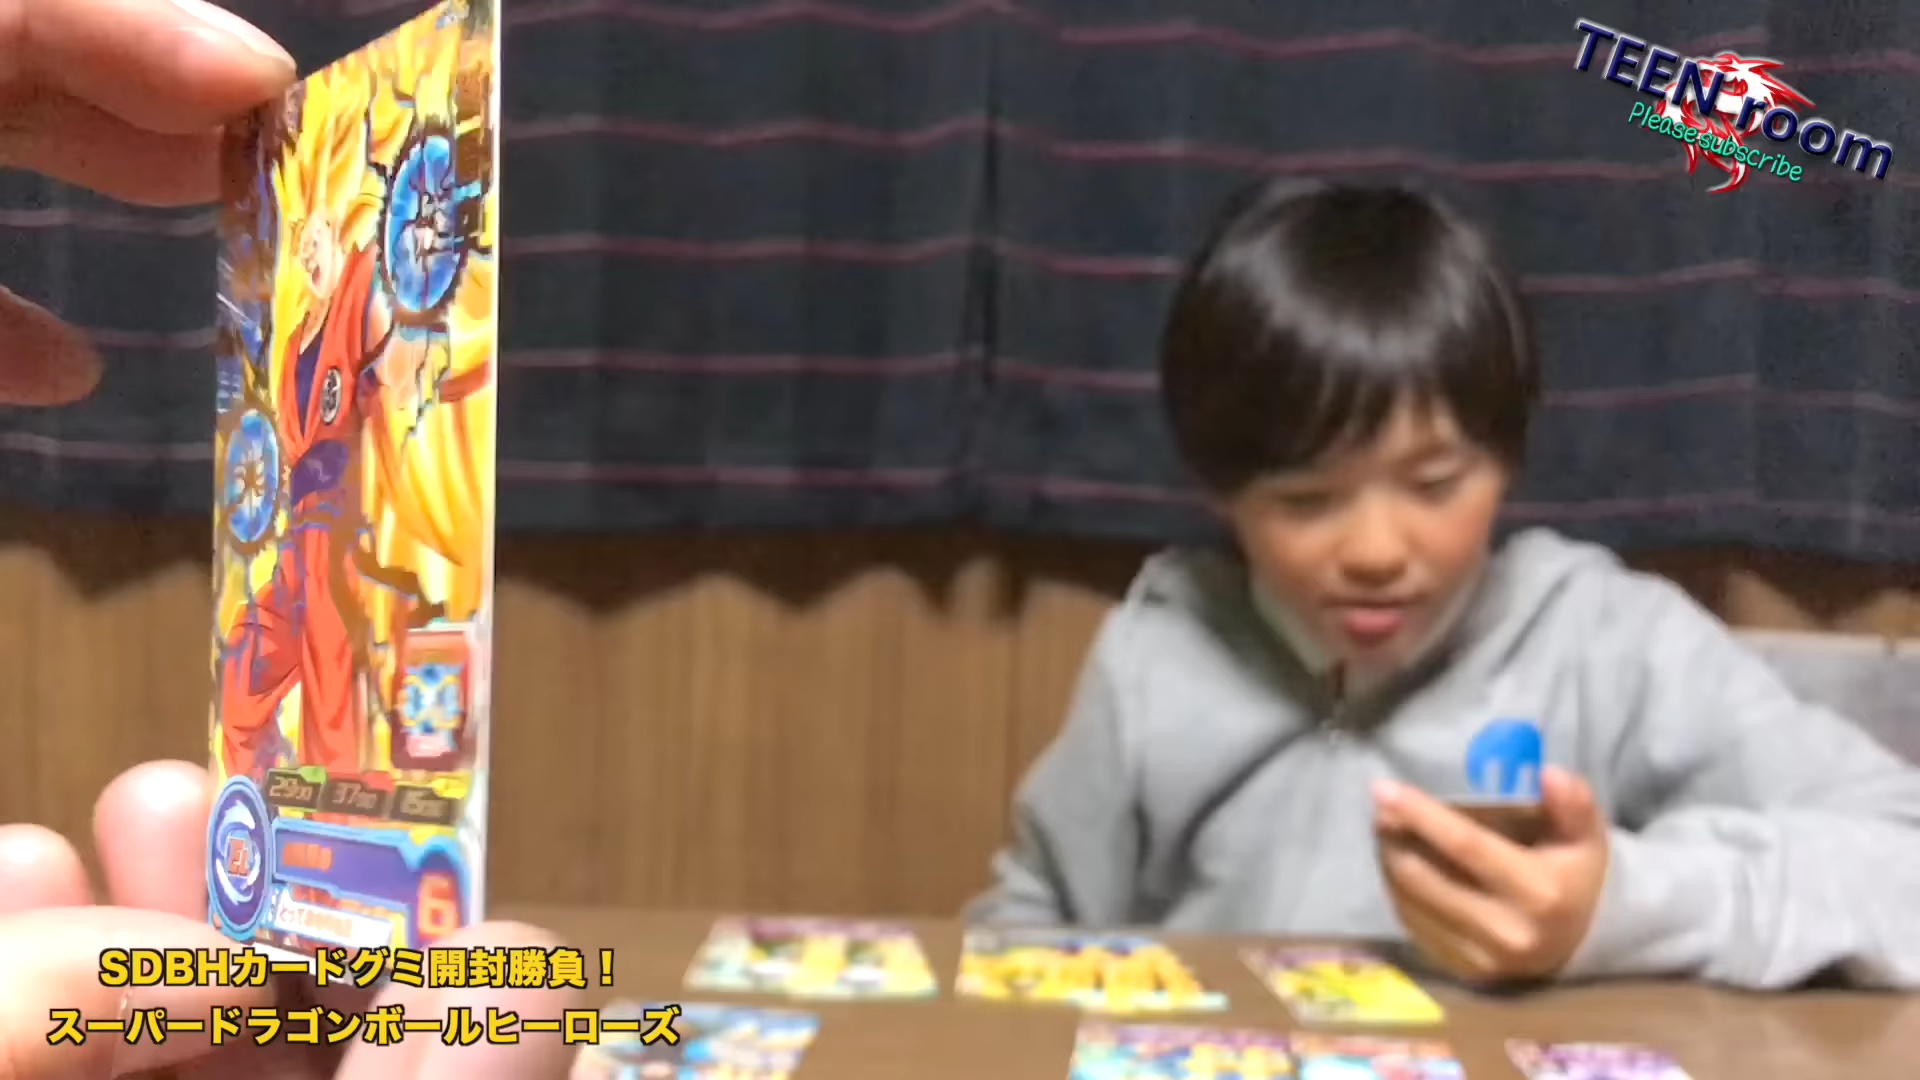 TEEN room
Please subscribe
6
SDBHカードグミ開封勝負！
スーパードラゴンボールヒーローズ